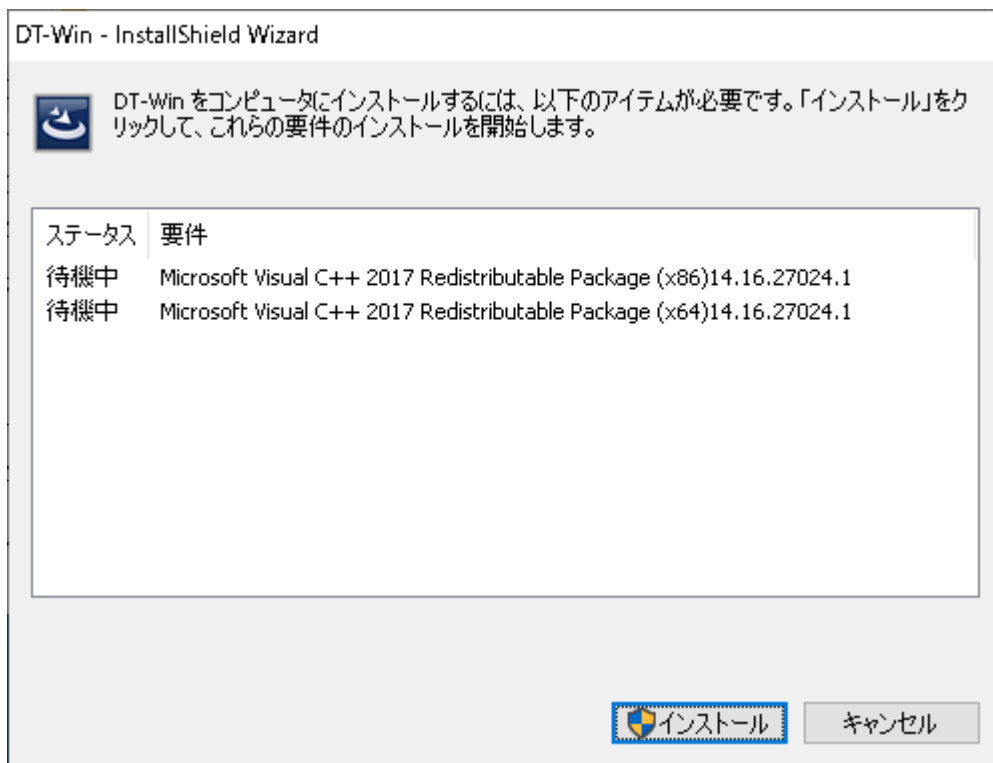 DT-Win - InstallShield Wizard
DT-Win をコンピュータにインストールするには、以下のアイテムが必要です。「インストール」をク
リックして、これらの要件のインストールを開始します。
ステータス 要件
待機中 Microsoft Visual C++ 2017 Redistributable Package (x86)14.16.27024.1
待機中 Microsoft Visual C++ 2017 Redistributable Package (x64)14.16.27024.1
インストール キャンセル